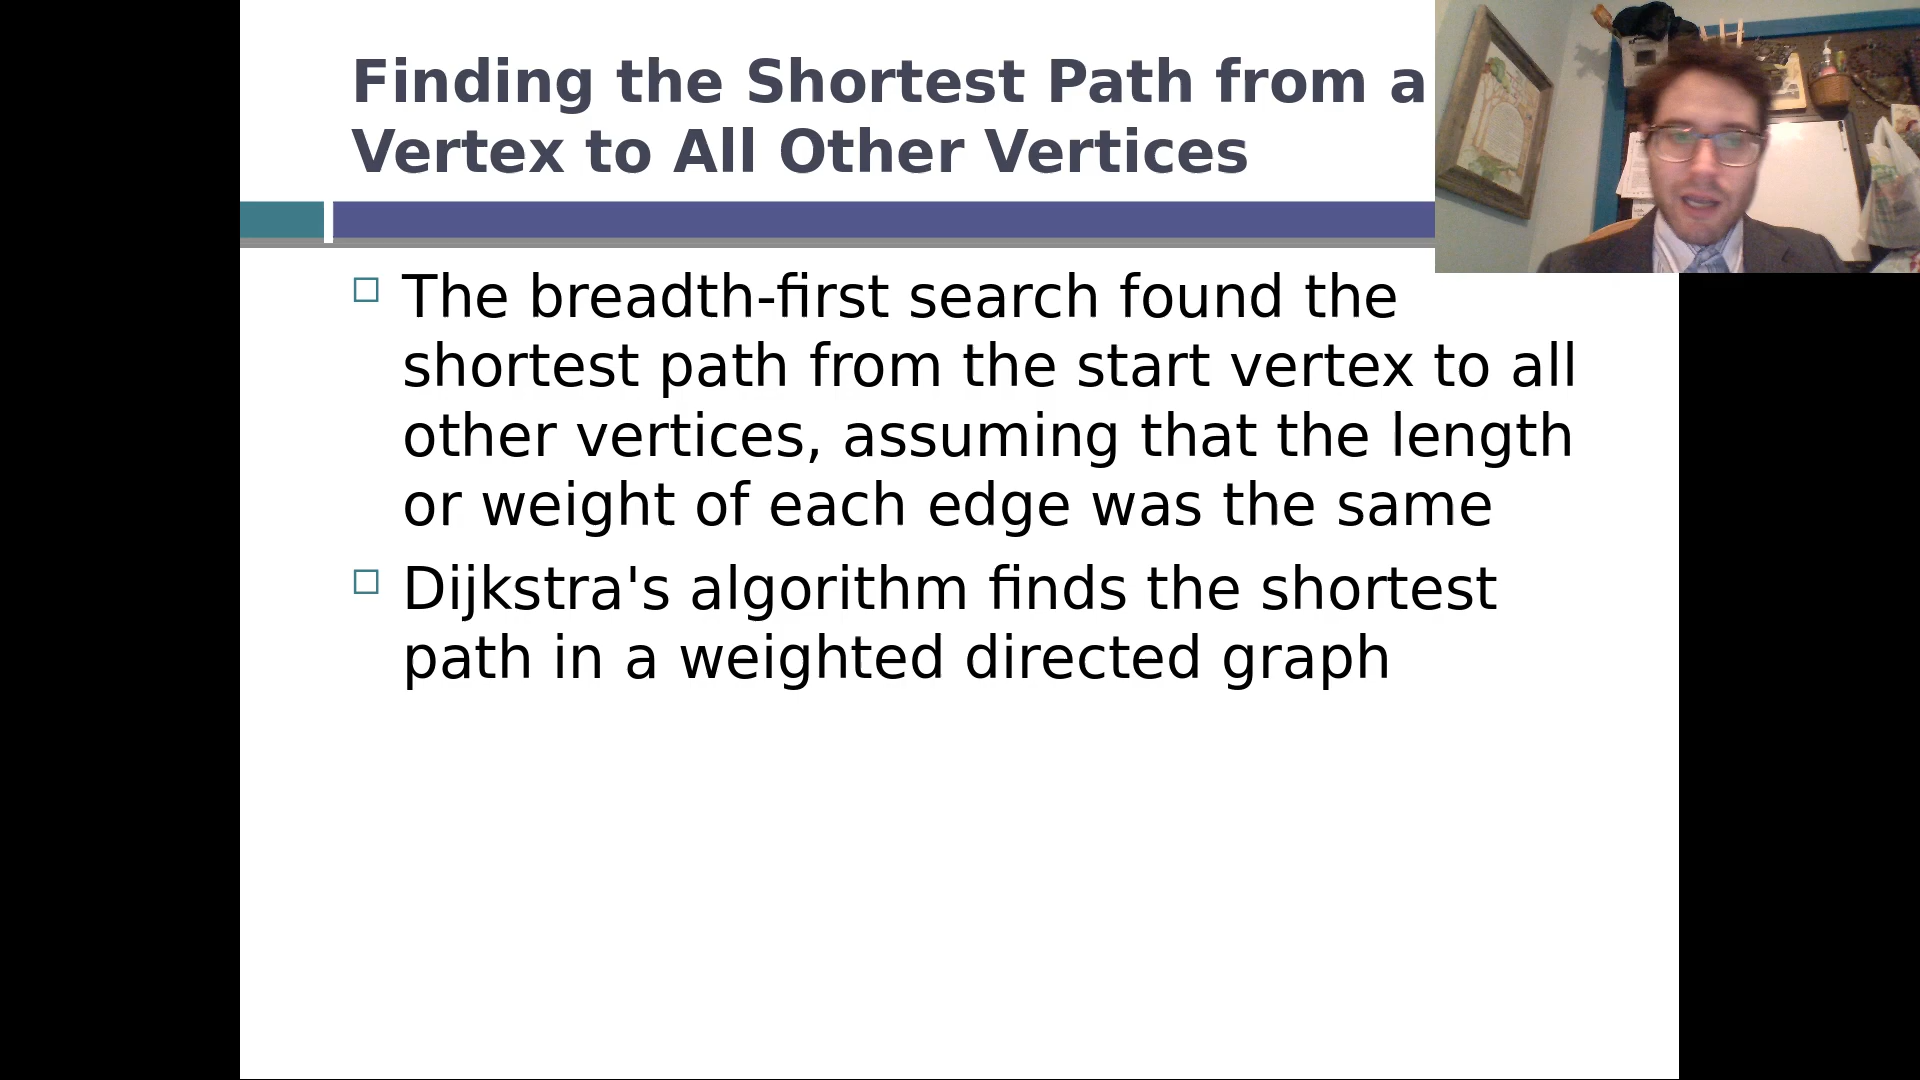 Finding the Shortest Path from a
Vertex to All Other Vertices
The breadth-first search found the
shortest path from the start vertex to all
other vertices, assuming that the length
or weight of each edge was the same
Dijkstra's algorithm finds the shortest
path in a weighted directed graph